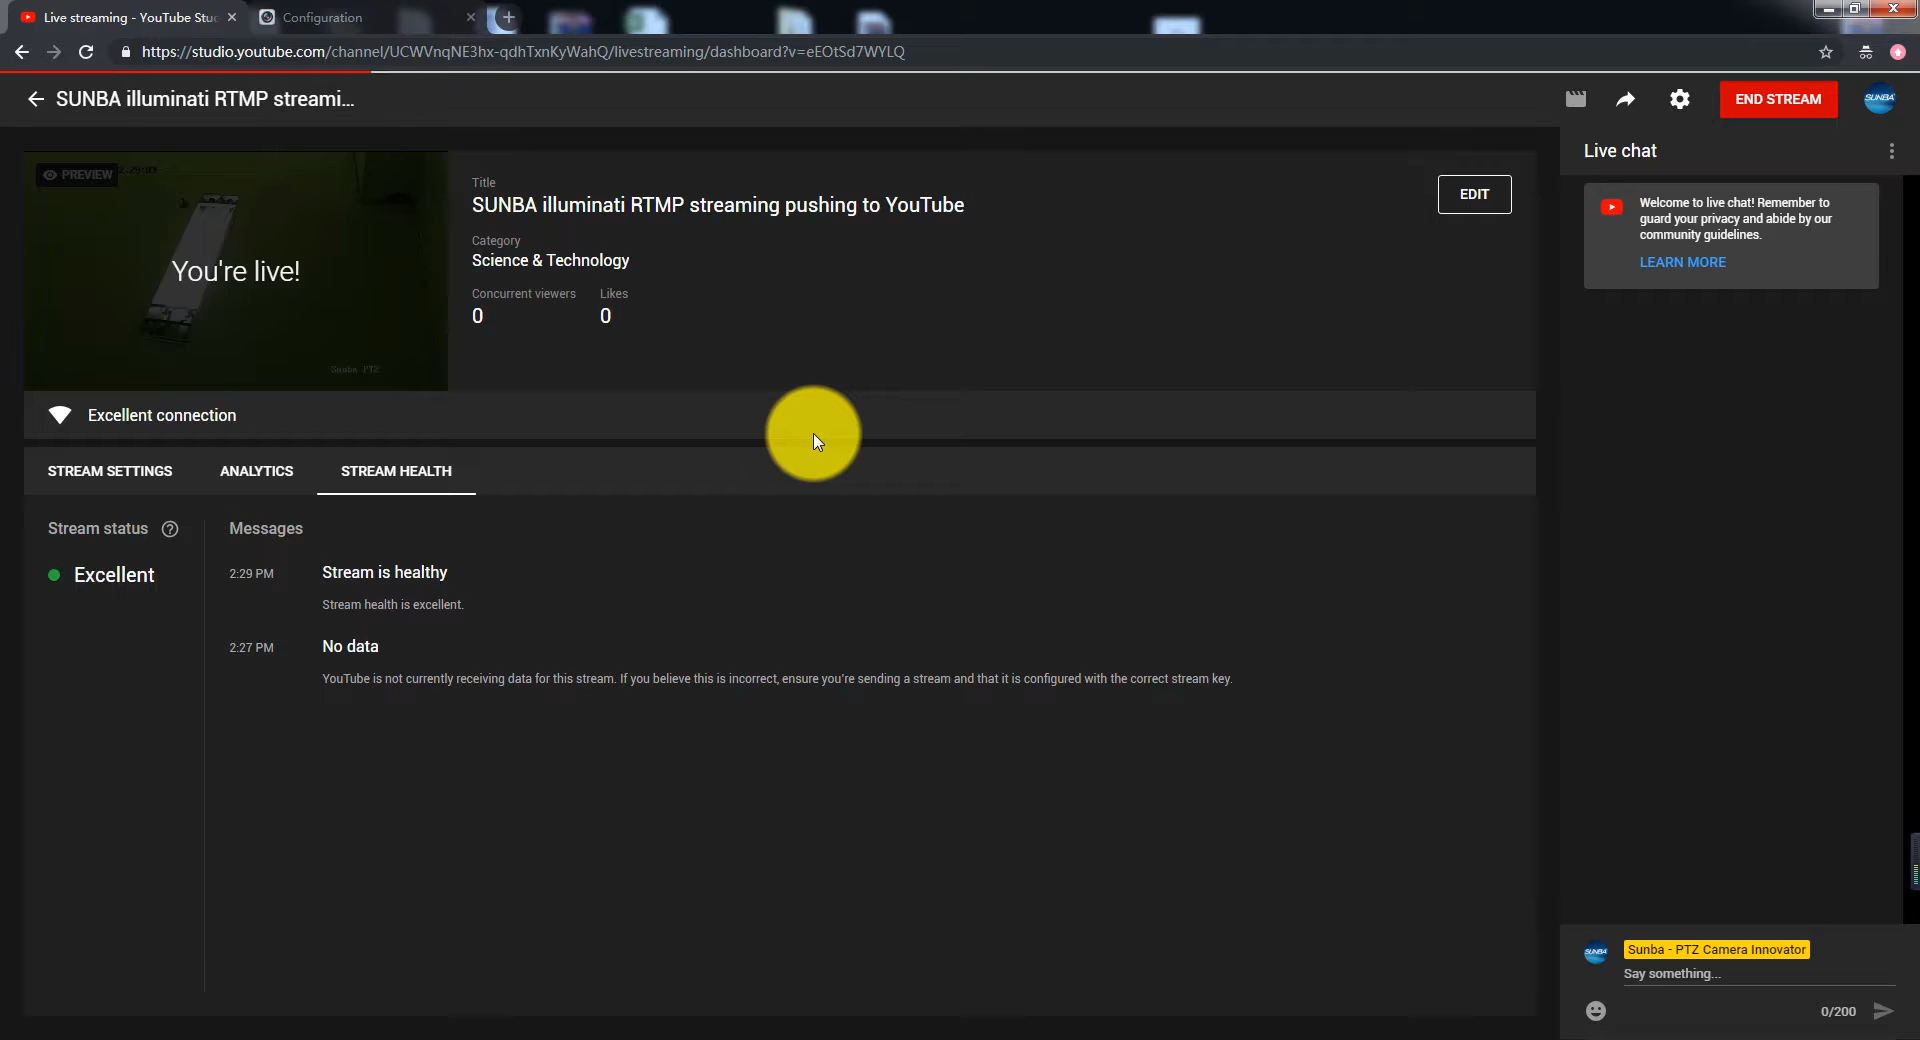 Live streaming - YouTube Stu
Configuration
https://studio.youtube.com/channel/UCWVnqNE3hx-qdhTxnKyWahQ/livestreaming/dashboard?v=eEOtSd7WYLQ
SUNBA illuminati RTMP streami...
END STREAM
SUNBA
PREVIEW
You're live!
Sunba PTZ
Title
SUNBA illuminati RTMP streaming pushing to YouTube
EDIT
Category
Science & Technology
Concurrent viewers Likes
0 0
Excellent connection
STREAM SETTINGS ANALYTICS STREAM HEALTH
Stream status
Excellent
Messages
2:29 PM Stream is healthy
Stream health is excellent.
2:27 PM No data
YouTube is not currently receiving data for this stream. If you believe this is incorrect, ensure you're sending a stream and that it is configured with the correct stream key.
Live chat
Welcome to live chat! Remember to
guard your privacy and abide by our
community guidelines.
LEARN MORE
SUNBA
Sunba - PTZ Camera Innovator
Say something...
0/200